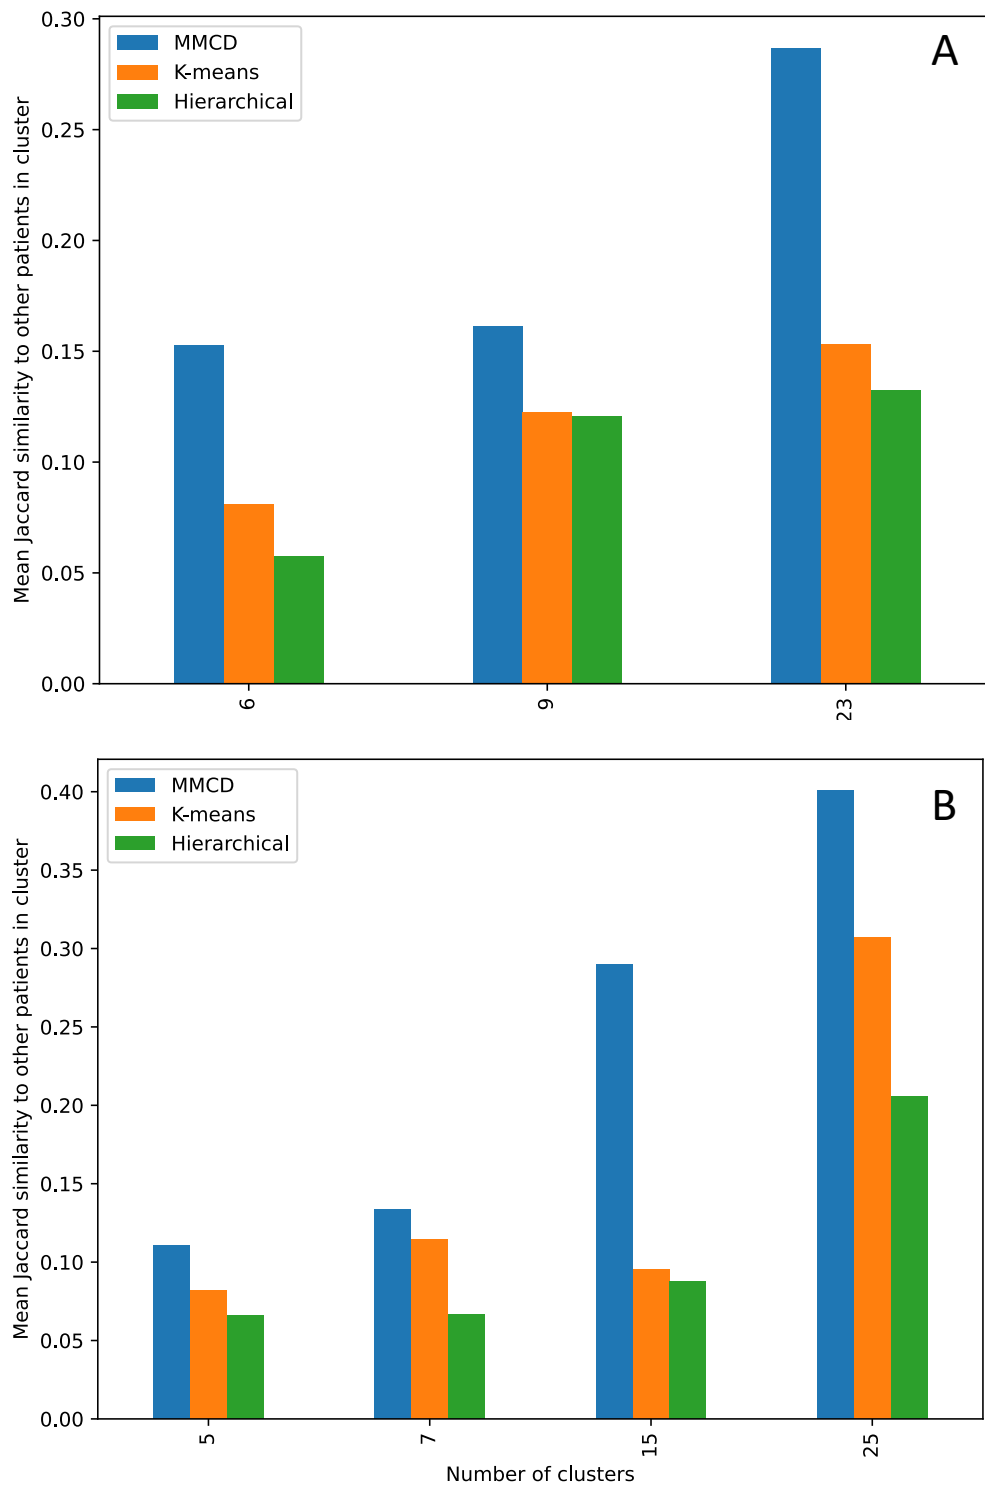 Mean Jaccard similarity to other patients in cluster
0.30
0.25
0.20
0.15
0.10
0.05
0.00
MMCD
K-means
Hierarchical
A
6
9
23
Mean Jaccard similarity to other patients in cluster
0.40
0.35
0.30
0.25
0.20
0.15
0.10
0.05
0.00
MMCD
K-means
Hierarchical
B
5
7
15
25
Number of clusters